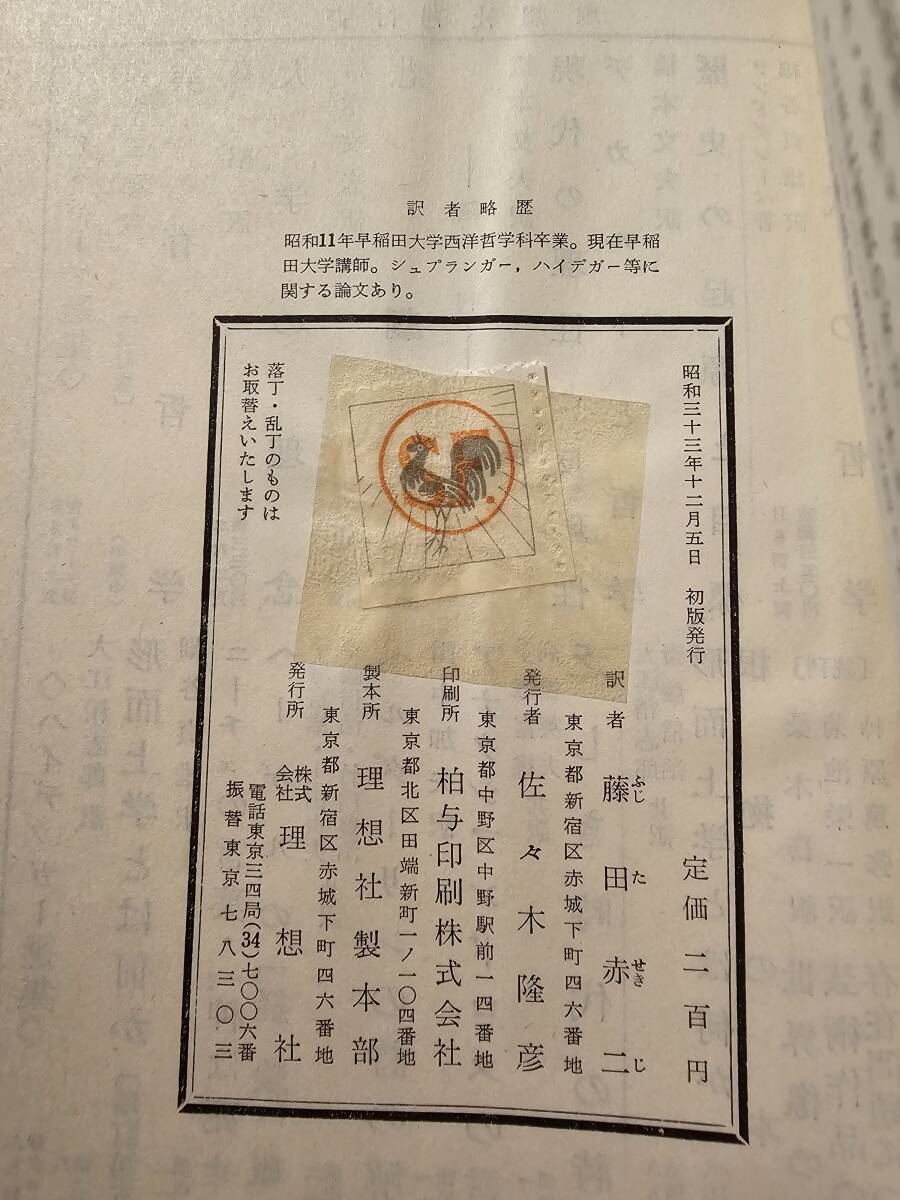 訳者略歴
昭和11年早稲田大学西洋哲学科卒業。現在早稲
田大学講師。シュプランガー，ハイデガー等に
関する論文あり。
昭和三十三年十二月五日　初版発行
定価二百円
訳者　藤田赤二
ふじ　た　せき　じ
東京都新宿区赤城下町四六番地
発行者　佐々木隆彦
東京都中野区中野駅前一四番地
印刷所　柏与印刷株式会社
東京都北区田端新町一ノ一〇四番地
製本所　理想社製本部
東京都新宿区赤城下町四六番地
発行所　株式会社　理想社
電話東京三四局(34)七〇〇六番
振替東京七八三〇三
落丁・乱丁のものは
お取替えいたします